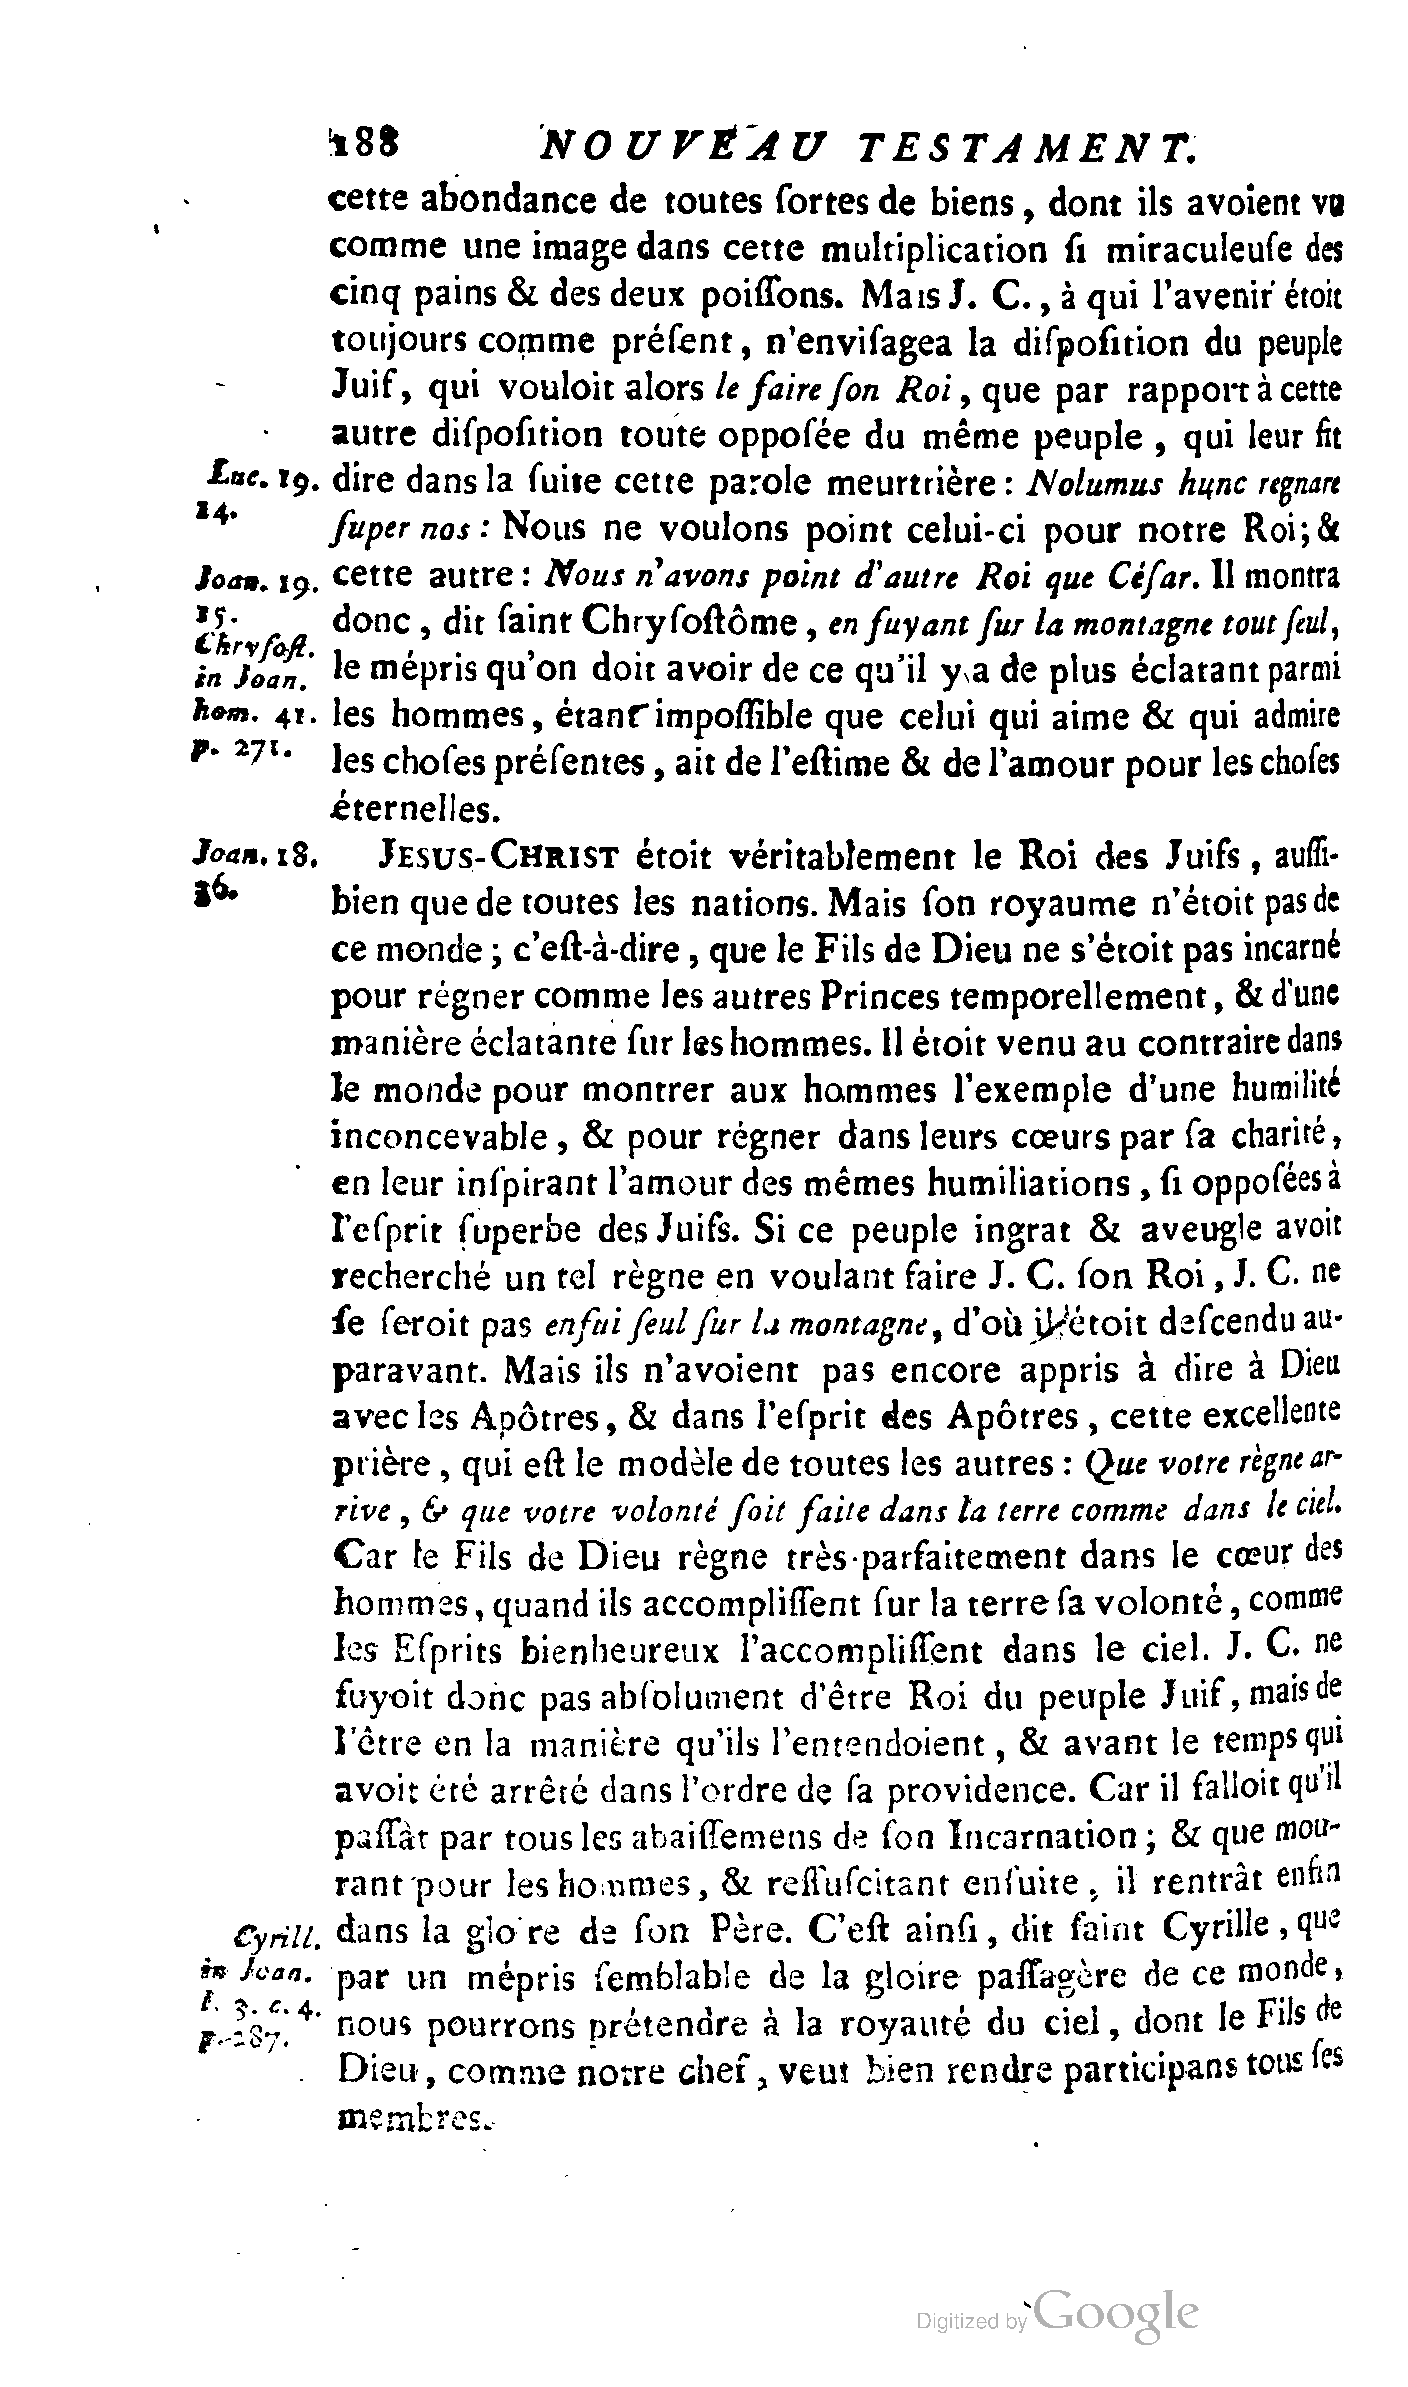 188 NOUVEAU TESTAMENT.
cette abondance de toutes ſortes de biens, dont ils avoient vu
comme une image dans cette multiplication ſi miraculeuſe des
cinq pains & des deux poiſſons. Mais J. C., à qui l'avenir étoit
toujours comme préſent, n'enviſagea la diſpoſition du peuple
Juif, qui vouloit alors le faire ſon Roi, que par rapport à cette
autre diſpoſition toute oppoſée du même peuple, qui leur fit
Luc. 19. dire dans la ſuite cette parole meurtrière : Nolumus hunc regnare
14. ſuper nos : Nous ne voulons point celui-ci pour notre Roi; &
Joan. 19. cette autre : Nous n'avons point d'autre Roi que Céſar. Il montra
15. donc, dit ſaint Chryſoſtôme, en fuyant ſur la montagne tout ſeul,
Chryſoſt.
in Joan. le mépris qu'on doit avoir de ce qu'il y a de plus éclatant parmi
hom. 41. les hommes, étant impoſſible que celui qui aime & qui admire
p. 271. les choſes préſentes, ait de l'eſtime & de l'amour pour les choſes
éternelles.
Joan. 18. JESUS-CHRIST étoit véritablement le Roi des Juifs, auſſi-
36. bien que de toutes les nations. Mais ſon royaume n'étoit pas de
ce monde; c'eſt-à-dire, que le Fils de Dieu ne s'étoit pas incarné
pour régner comme les autres Princes temporellement, & d'une
manière éclatante ſur les hommes. Il étoit venu au contraire dans
le monde pour montrer aux hommes l'exemple d'une humilité
inconcevable, & pour régner dans leurs cœurs par ſa charité,
en leur inſpirant l'amour des mêmes humiliations, ſi oppoſées à
l'eſprit ſuperbe des Juifs. Si ce peuple ingrat & aveugle avoit
recherché un tel règne en voulant faire J. C. ſon Roi, J. C. ne
ſe ſeroit pas enfui ſeul ſur la montagne, d'où il étoit deſcendu au-
paravant. Mais ils n'avoient pas encore appris à dire à Dieu
avec les Apôtres, & dans l'eſprit des Apôtres, cette excellente
prière, qui eſt le modèle de toutes les autres : Que votre règne ar-
rive, & que votre volonté ſoit faite dans la terre comme dans le ciel.
Car le Fils de Dieu règne très-parfaitement dans le cœur des
hommes, quand ils accompliſſent ſur la terre ſa volonté, comme
les Eſprits bienheureux l'accompliſſent dans le ciel. J. C. ne
fuyoit donc pas abſolument d'être Roi du peuple Juif, mais de
l'être en la manière qu'ils l'entendoient, & avant le temps qui
avoit été arrêté dans l'ordre de ſa providence. Car il falloit qu'il
paſſât par tous les abaiſſemens de ſon Incarnation; & que mou-
rant pour les hommes, & reſſuſcitant enſuite, il rentrât enfin
Cyrill. dans la gloire de ſon Père. C'eſt ainſi, dit ſaint Cyrille, que
in Joan. par un mépris ſemblable de la gloire paſſagère de ce monde,
l. 3. c. 4. nous pourrons prétendre à la royauté du ciel, dont le Fils de
p. 287. Dieu, comme notre chef, veut bien rendre participans tous ſes
membres.
Digitized by Google